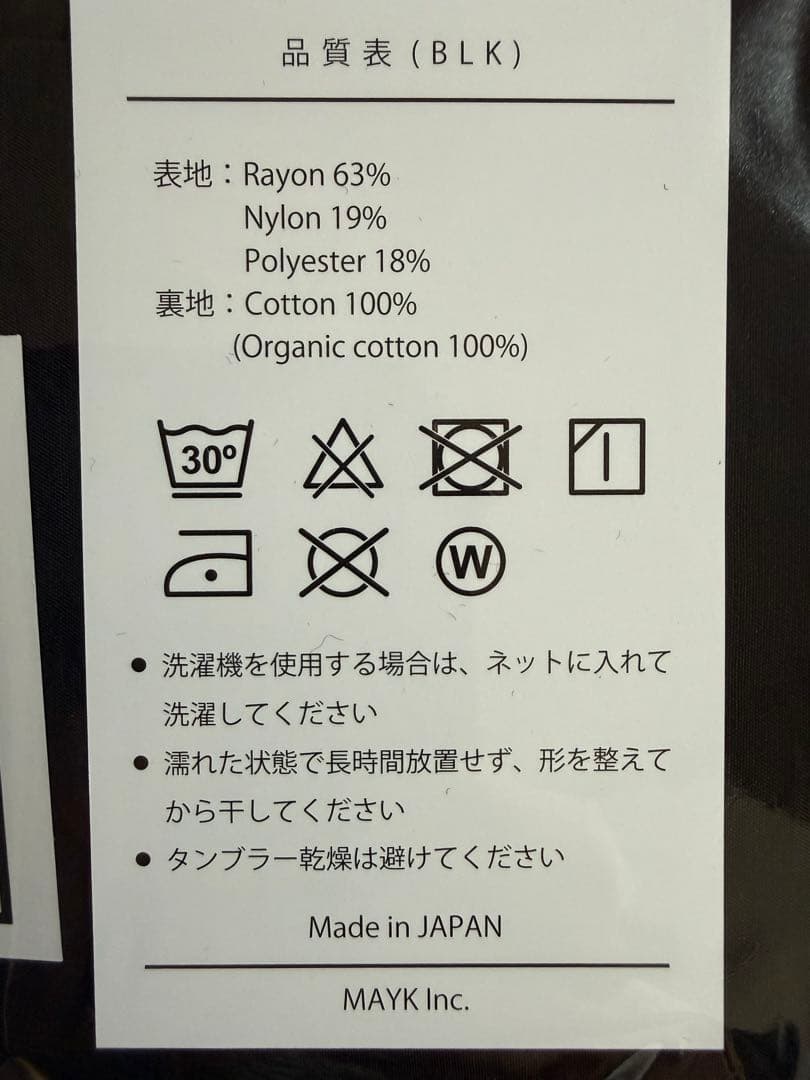 品質表(BLK)
表地：Rayon 63%
Nylon 19%
Polyester 18%
裏地：Cotton 100%
(Organic cotton 100%)
30º
W
● 洗濯機を使用する場合は、ネットに入れて
洗濯してください
● 濡れた状態で長時間放置せず、形を整えて
から干してください
● タンブラー乾燥は避けてください
Made in JAPAN
MAYK Inc.